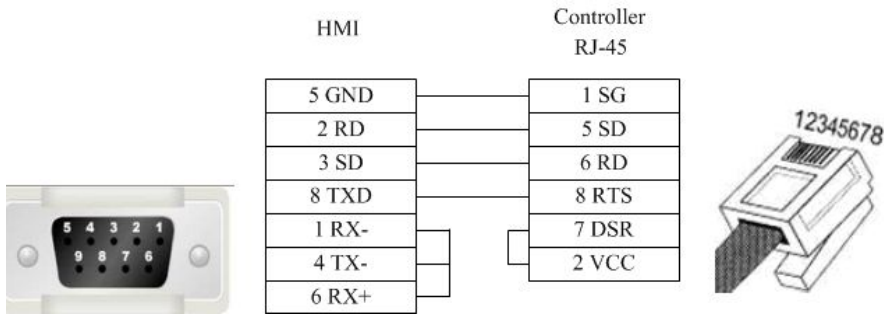 HMI
Controller
RJ-45
5 GND
1 SG
2 RD
5 SD
3 SD
6 RD
8 TXD
8 RTS
1 RX-
7 DSR
4 TX-
2 VCC
6 RX+
5 4 3 2 1
9 8 7 6
12345678